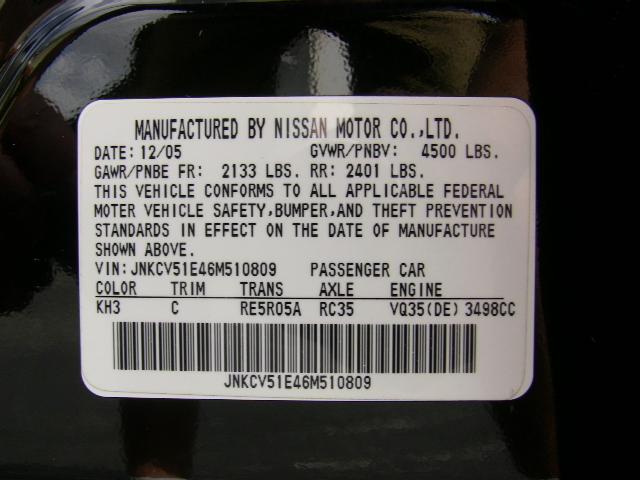 MANUFACTURED BY NISSAN MOTOR CO.,LTD.
DATE: 12/05 GVWR/PNBV: 4500 LBS.
GAWR/PNBE FR: 2133 LBS. RR: 2401 LBS.
THIS VEHICLE CONFORMS TO ALL APPLICABLE FEDERAL
MOTER VEHICLE SAFETY,BUMPER,AND THEFT PREVENTION
STANDARDS IN EFFECT ON THE DATE OF MANUFACTURE
SHOWN ABOVE.
VIN:JNKCV51E46M510809 PASSENGER CAR
COLOR TRIM TRANS AXLE ENGINE
KH3 C RE5R05A RC35 VQ35(DE) 3498CC
JNKCV51E46M510809